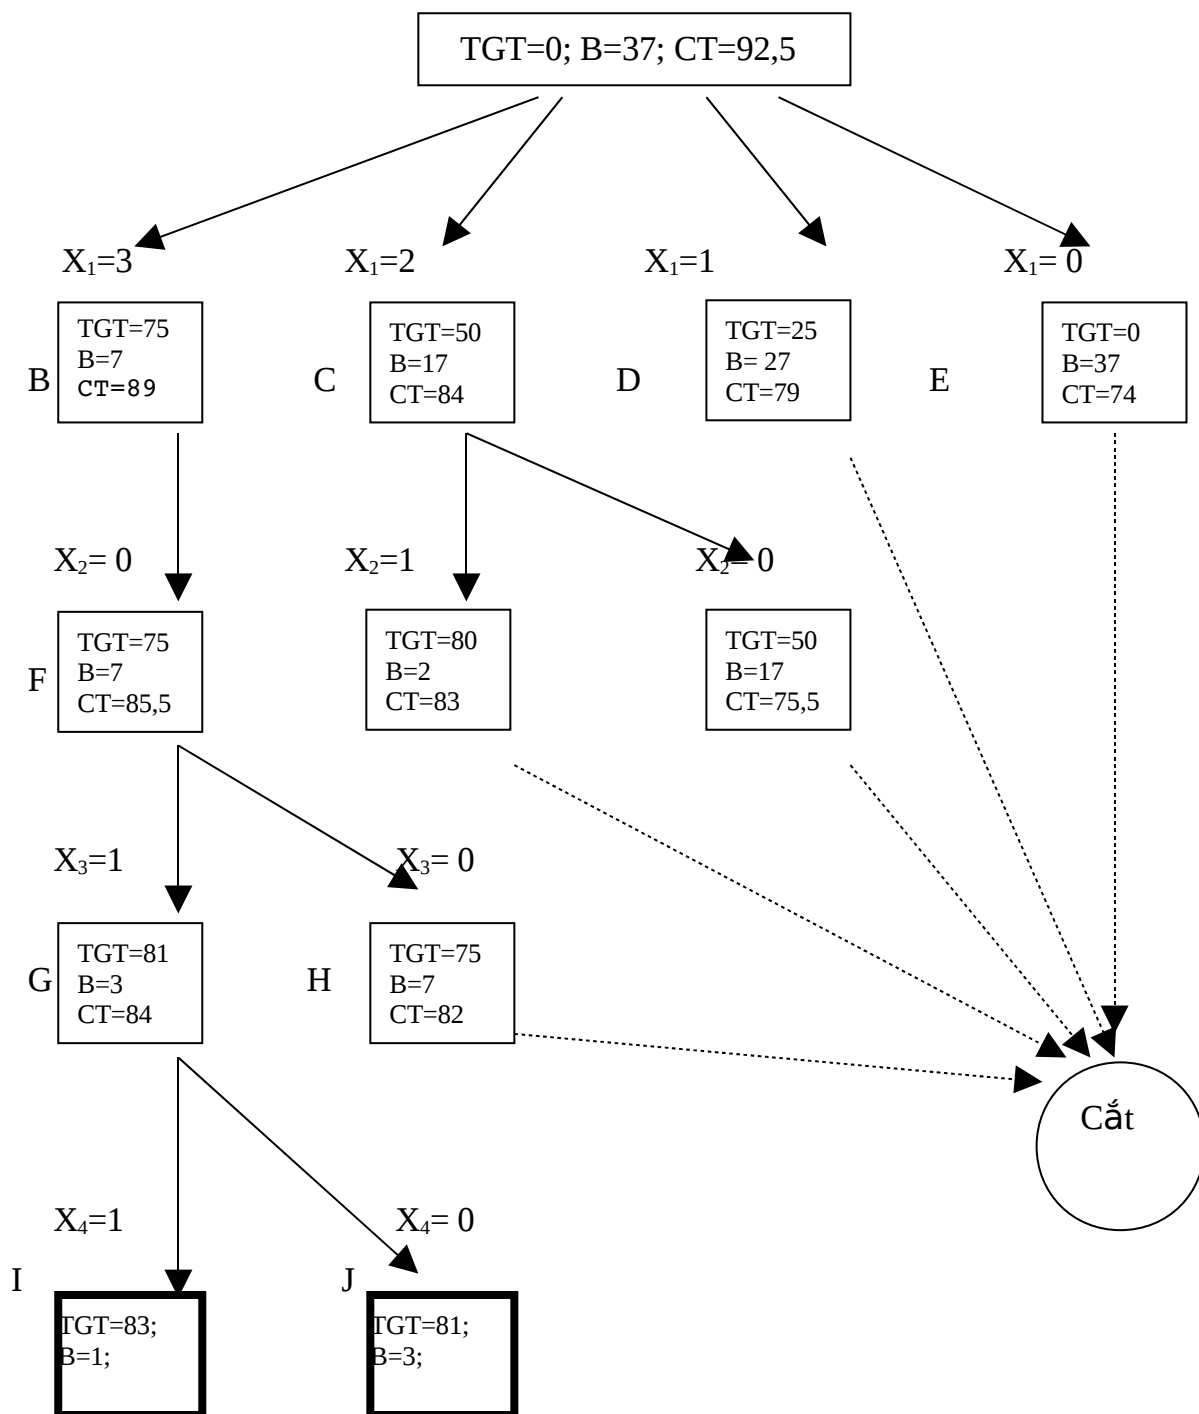 TGT=0; B=37; CT=92,5
X₁=3
X₁=2
X₁=1
X₁= 0
B
TGT=75
B=7
CT=89
C
TGT=50
B=17
CT=84
D
TGT=25
B= 27
CT=79
E
TGT=0
B=37
CT=74
X₂= 0
X₂=1
X₂= 0
F
TGT=75
B=7
CT=85,5
TGT=80
B=2
CT=83
TGT=50
B=17
CT=75,5
X₃=1
X₃= 0
G
TGT=81
B=3
CT=84
H
TGT=75
B=7
CT=82
Cắt
X₄=1
X₄= 0
I
TGT=83;
B=1;
J
TGT=81;
B=3;